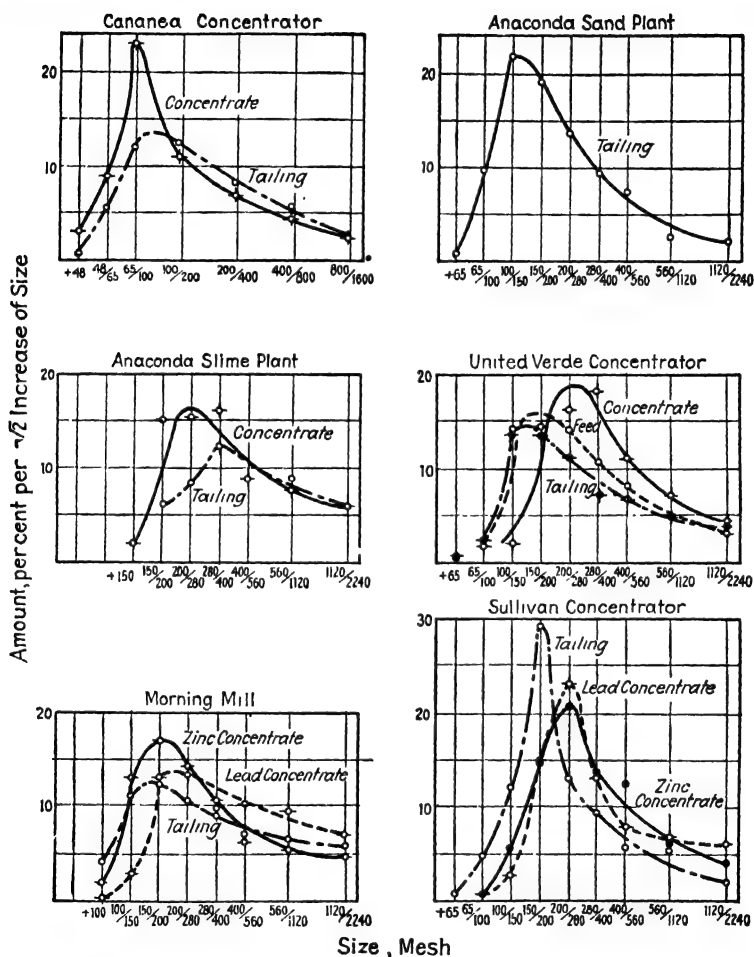 Cananea Concentrator
20
10
Concentrate
Tailing
+48
48/65
65/100
100/200
200/400
400/800
800/1600
Anaconda Sand Plant
20
10
Tailing
+65
65/100
100/150
150/200
200/280
280/400
400/560
560/1120
1120/2240
Amount, percent per √2 Increase of Size
Anaconda Slime Plant
20
10
Concentrate
Tailing
+150
150/200
200/280
280/400
400/560
560/1120
1120/2240
United Verde Concentrator
20
10
Concentrate
Feed
Tailing
+65
65/100
100/150
150/200
200/280
280/400
400/560
560/1120
1120/2240
Morning Mill
20
10
Zinc Concentrate
Lead Concentrate
Tailing
+100
100/150
150/200
200/280
280/400
400/560
560/1120
1120/2240
Sullivan Concentrator
30
20
10
Tailing
Lead Concentrate
Zinc
Concentrate
+65
65/100
100/150
150/200
200/280
280/400
400/560
560/1120
1120/2240
Size, Mesh